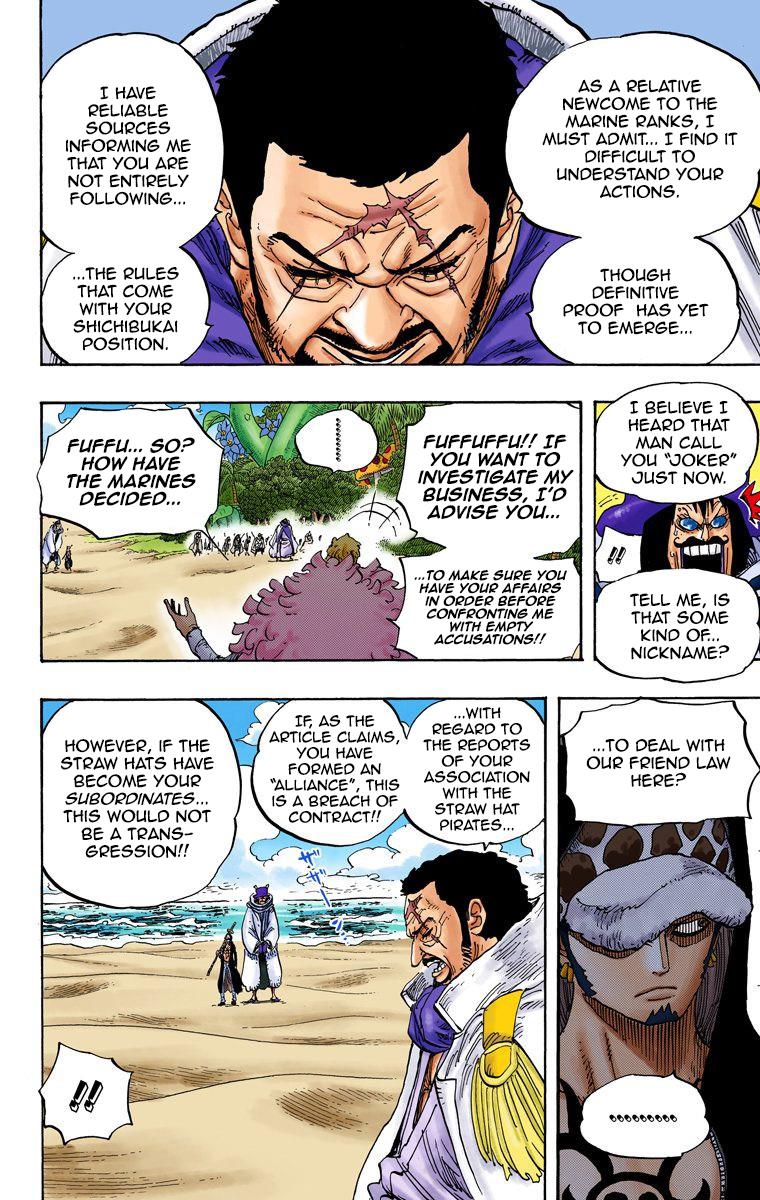 AS A RELATIVE
NEWCOME TO THE
MARINE RANKS, I
MUST ADMIT... I FIND IT
DIFFICULT TO
UNDERSTAND YOUR
ACTIONS.
THOUGH
DEFINITIVE
PROOF HAS YET
TO EMERGE...
I HAVE
RELIABLE
SOURCES
INFORMING ME
THAT YOU ARE
NOT ENTIRELY
FOLLOWING...
...THE RULES
THAT COME
WITH YOUR
SHICHIBUKAI
POSITION.
I BELIEVE I
HEARD THAT
MAN CALL
YOU "JOKER"
JUST NOW.
!!
TELL ME, IS
THAT SOME
KIND OF...
NICKNAME?
FUFFUFFU!! IF
YOU WANT TO
INVESTIGATE MY
BUSINESS, I'D
ADVISE YOU...
...TO MAKE SURE YOU
HAVE YOUR AFFAIRS
IN ORDER BEFORE
CONFRONTING ME
WITH EMPTY
ACCUSATIONS!!
.........
FUFFU... SO?
HOW HAVE
THE MARINES
DECIDED...
...TO DEAL WITH
OUR FRIEND LAW
HERE?
.........
...WITH
REGARD TO
THE REPORTS
OF YOUR
ASSOCIATION
WITH THE
STRAW HAT
PIRATES...
IF, AS THE
ARTICLE CLAIMS,
YOU HAVE
FORMED AN
"ALLIANCE", THIS
IS A BREACH OF
CONTRACT!!
ザッ
ザッ
HOWEVER, IF THE
STRAW HATS HAVE
BECOME YOUR
SUBORDINATES...
THIS WOULD NOT
BE A TRANS-
GRESSION!!
!!